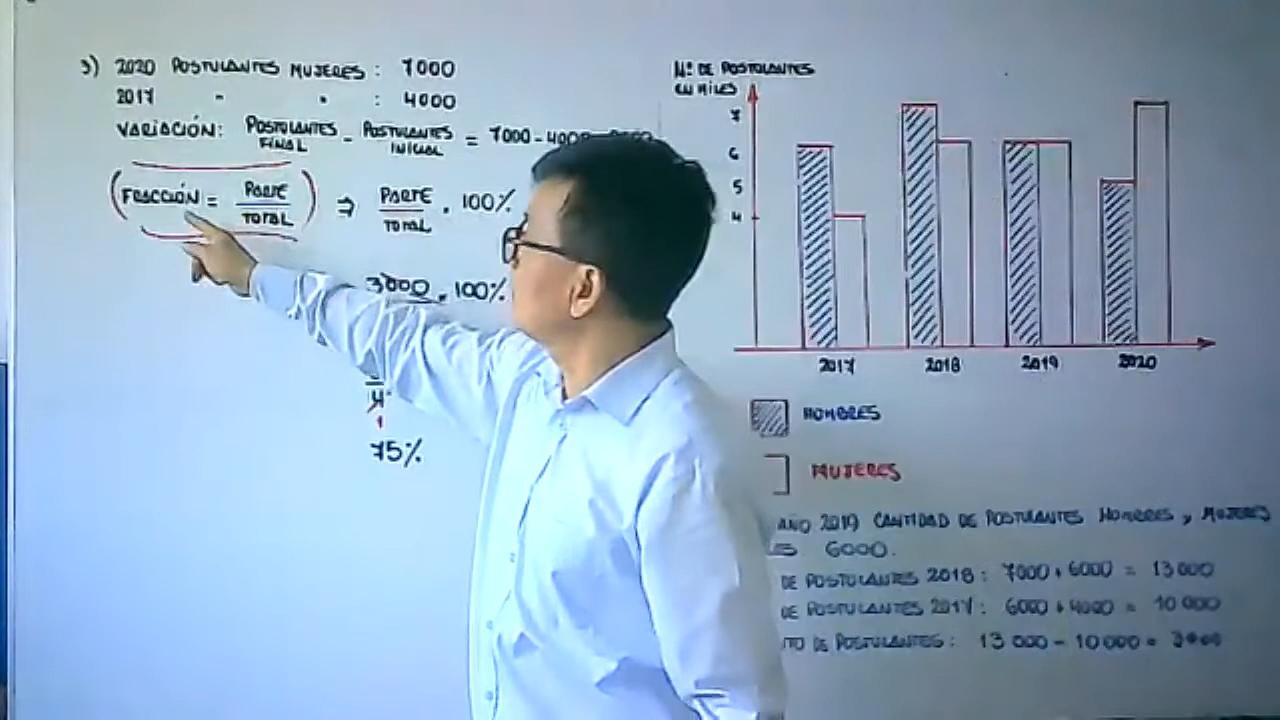 3) 2020 POSTULANTES MUJERES : 7000
2017 " " : 4000
VARIACIÓN: POSTULANTES FINAL - POSTULANTES INICIAL = 7000 - 4000
(FRACCIÓN = PARTE / TOTAL) ⇒ PARTE / TOTAL . 100%
3000 . 100%
4
1
75%
Nº DE POSTULANTES
EN MILES
7
6
5
4
2017 2018 2019 2020
HOMBRES
MUJERES
AÑO 2019 CANTIDAD DE POSTULANTES HOMBRES y MUJERES
6000.
DE POSTULANTES 2018 : 7000 + 6000 = 13 000
DE POSTULANTES 2017 : 6000 + 4000 = 10 000
DE POSTULANTES : 13 000 - 10 000 = 3000